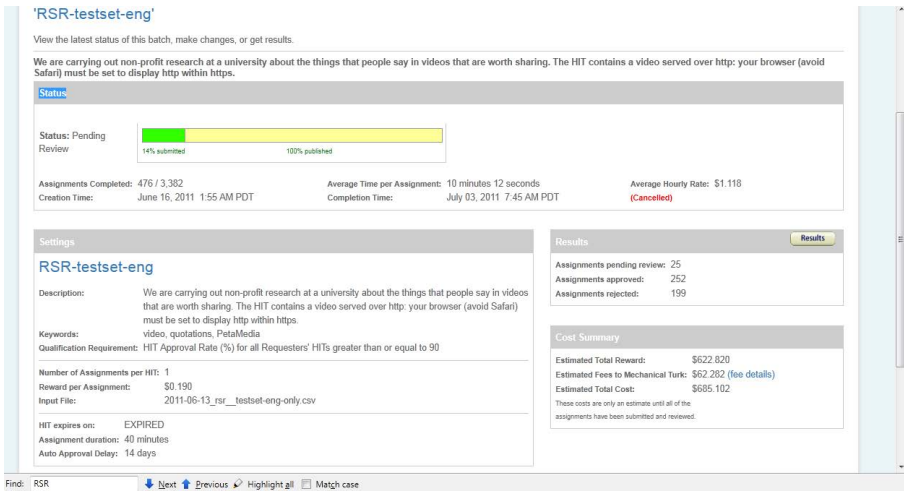 'RSR-testset-eng'
View the latest status of this batch, make changes, or get results.
We are carrying out non-profit research at a university about the things that people say in videos that are worth sharing. The HIT contains a video served over http: your browser (avoid
Safari) must be set to display http within https.
Status
Status: Pending
Review
14% submitted 100% published
Assignments Completed: 476 / 3,382 Average Time per Assignment: 10 minutes 12 seconds Average Hourly Rate: $1.118
Creation Time: June 16, 2011 1:55 AM PDT Completion Time: July 03, 2011 7:45 AM PDT (Cancelled)
Settings
RSR-testset-eng
Description: We are carrying out non-profit research at a university about the things that people say in videos
that are worth sharing. The HIT contains a video served over http: your browser (avoid Safari)
must be set to display http within https.
Keywords: video, quotations, PetaMedia
Qualification Requirement: HIT Approval Rate (%) for all Requesters' HITs greater than or equal to 90
Number of Assignments per HIT: 1
Reward per Assignment: $0.190
Input File: 2011-06-13_rsr__testset-eng-only.csv
HIT expires on: EXPIRED
Assignment duration: 40 minutes
Auto Approval Delay: 14 days
Results Results
Assignments pending review: 25
Assignments approved: 252
Assignments rejected: 199
Cost Summary
Estimated Total Reward: $622.820
Estimated Fees to Mechanical Turk: $62.282 (fee details)
Estimated Total Cost: $685.102
These costs are only an estimate until all of the
assignments have been submitted and reviewed.
Find: RSR Next Previous Highlight all Match case